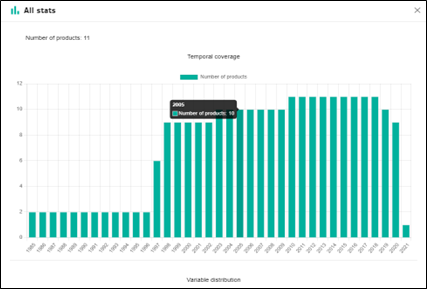 All stats
Number of products: 11
Temporal coverage
Number of products
12
10
8
6
4
2
0
2005
Number of products: 10
1985 1986 1987 1988 1989 1990 1991 1992 1993 1994 1995 1996 1997 1998 1999 2000 2001 2002 2003 2004 2005 2006 2007 2008 2009 2010 2011 2012 2013 2014 2015 2016 2017 2018 2019 2020 2021
Variable distribution